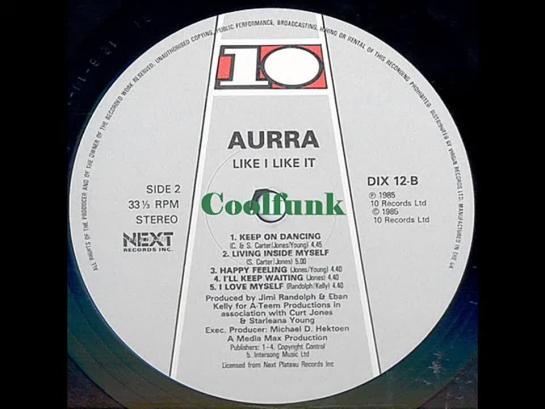 ALL RIGHTS OF THE PRODUCER AND OF THE OWNER OF THE RECORDED WORK RESERVED. UNAUTHORISED COPYING, PUBLIC PERFORMANCE, BROADCASTING, HIRING OR RENTAL OF THIS RECORDING PROHIBITED. DISTRIBUTED BY VIRGIN RECORDS LTD. MANUFACTURED IN THE UK
10
AURRA
LIKE I LIKE IT
SIDE 2
33⅓ RPM
STEREO
DIX 12-B
℗ 1985
10 Records Ltd
© 1985
10 Records Ltd
Coolfunk
NEXT
RECORDS INC.
1. KEEP ON DANCING
(C. & S. Carter/Jones/Young) 4.45
2. LIVING INSIDE MYSELF
(S. Carter/Jones) 5.00
3. HAPPY FEELING (Jones/Young) 4.40
4. I'LL KEEP WAITING (Jones) 4.40
5. I LOVE MYSELF (Randolph/Kelly) 4.40
Produced by Jimi Randolph & Eban
Kelly for A-Teem Productions in
association with Curt Jones &
Starleana Young
Exec. Producer: Michael D. Hektoen
A Media Max Production
Publishers: 1-4. Copyright Control
5. Intersong Music Ltd
Licensed from Next Plateau Records Inc